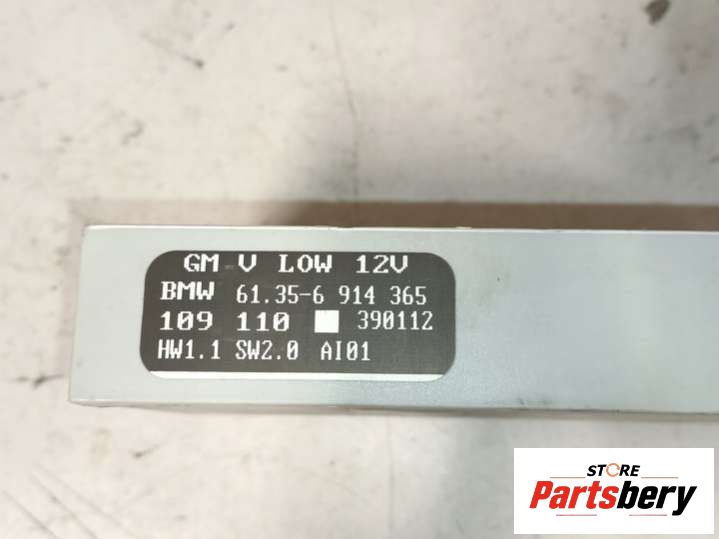 GM V LOW 12V
BMW 61.35-6 914 365
109 110 390112
HW1.1 SW2.0 AI01
STORE
Partsbery